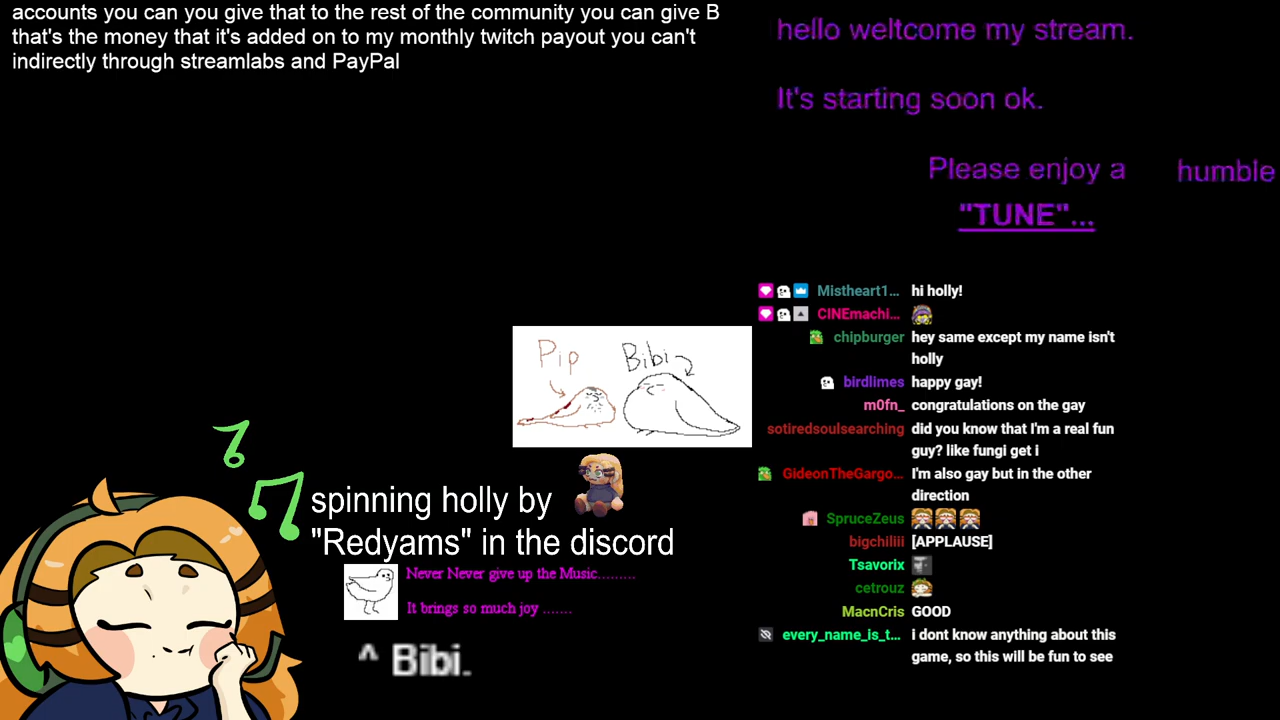 accounts you can you give that to the rest of the community you can give B
that's the money that it's added on to my monthly twitch payout you can't
indirectly through streamlabs and PayPal
hello weltcome my stream.
It's starting soon ok.
Please enjoy a humble
"TUNE"...
Mistheart1... hi holly!
CINEmachi...
chipburger hey same except my name isn't
holly
birdlimes happy gay!
m0fn_ congratulations on the gay
sotiredsoulsearching did you know that I'm a real fun
guy? like fungi get i
GideonTheGargo... I'm also gay but in the other
direction
SpruceZeus
bigchiliii [APPLAUSE]
Tsavorix
cetrouz
MacnCris GOOD
every_name_is_t... i dont know anything about this
game, so this will be fun to see
Pip Bibi
spinning holly by
"Redyams" in the discord
Never Never give up the Music.........
It brings so much joy .......
^ Bibi.